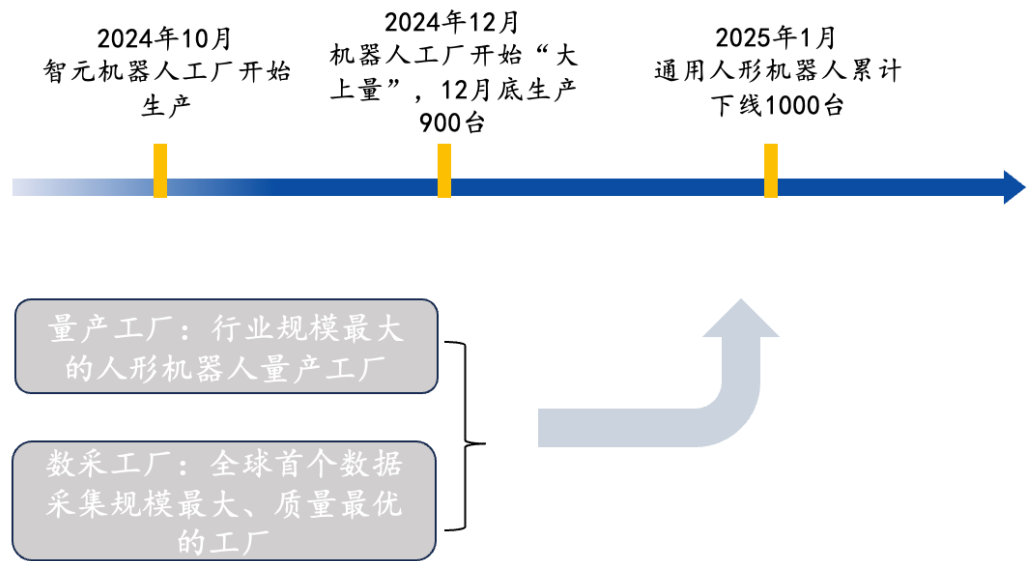 2024年10月
智元机器人工厂开始
生产
2024年12月
机器人工厂开始“大
上量”，12月底生产
900台
2025年1月
通用人形机器人累计
下线1000台
量产工厂：行业规模最大
的人形机器人量产工厂
数采工厂：全球首个数据
采集规模最大、质量最优
的工厂